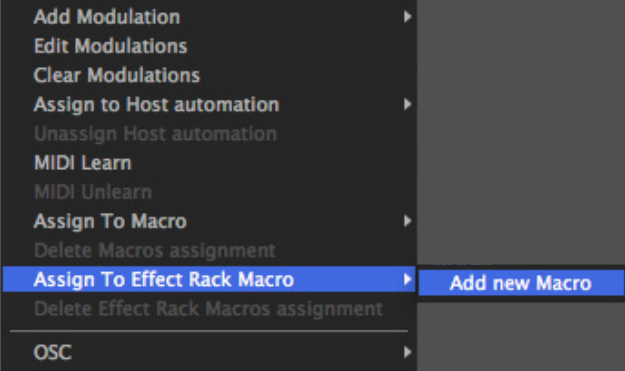 Add Modulation
Edit Modulations
Clear Modulations
Assign to Host automation
Unassign Host automation
MIDI Learn
MIDI Unlearn
Assign To Macro
Delete Macros assignment
Assign To Effect Rack Macro
Add new Macro
Delete Effect Rack Macros assignment
OSC